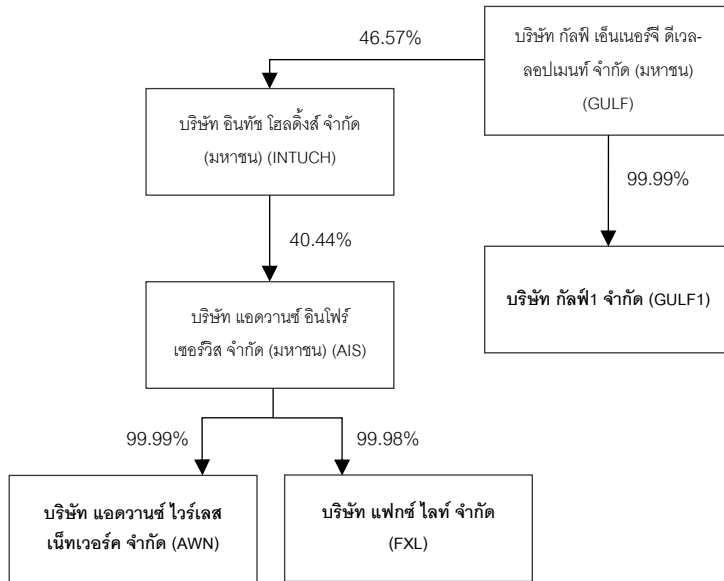 46.57%
บริษัท กัลฟ์ เอ็นเนอร์จี ดีเวล-
ลอปเมนท์ จำกัด (มหาชน)
(GULF)
บริษัท อินทัช โฮลดิ้งส์ จำกัด
(มหาชน) (INTUCH)
99.99%
40.44%
บริษัท กัลฟ์1 จำกัด (GULF1)
บริษัท แอดวานซ์ อินโฟร์
เซอร์วิส จำกัด (มหาชน) (AIS)
99.99%
99.98%
บริษัท แอดวานซ์ ไวร์เลส
เน็ทเวอร์ค จำกัด (AWN)
บริษัท แฟกซ์ ไลท์ จำกัด
(FXL)